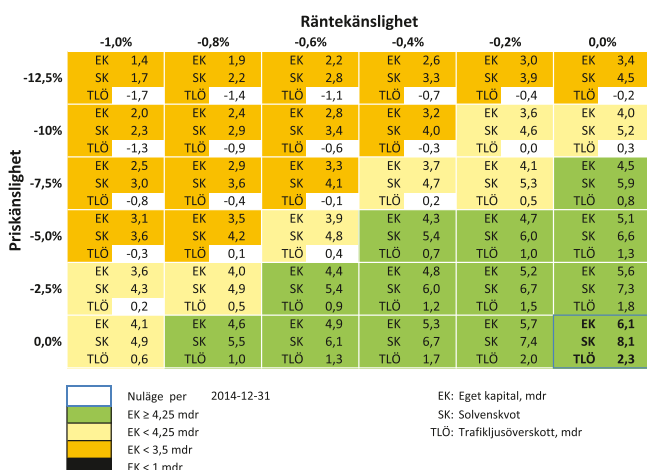 Räntekänslighet
-1,0% -0,8% -0,6% -0,4% -0,2% 0,0%
EK 1,4 EK 1,9 EK 2,2 EK 2,6 EK 3,0 EK 3,4
-12,5% SK 1,7 SK 2,2 SK 2,8 SK 3,3 SK 3,9 SK 4,5
TLÖ -1,7 TLÖ -1,4 TLÖ -1,1 TLÖ -0,7 TLÖ -0,4 TLÖ -0,2
EK 2,0 EK 2,4 EK 2,8 EK 3,2 EK 3,6 EK 4,0
-10% SK 2,3 SK 2,9 SK 3,4 SK 4,0 SK 4,6 SK 5,2
TLÖ -1,3 TLÖ -0,9 TLÖ -0,6 TLÖ -0,3 TLÖ 0,0 TLÖ 0,3
Priskänslighet
EK 2,5 EK 2,9 EK 3,3 EK 3,7 EK 4,1 EK 4,5
-7,5% SK 3,0 SK 3,6 SK 4,1 SK 4,7 SK 5,3 SK 5,9
TLÖ -0,8 TLÖ -0,4 TLÖ -0,1 TLÖ 0,2 TLÖ 0,5 TLÖ 0,8
EK 3,1 EK 3,5 EK 3,9 EK 4,3 EK 4,7 EK 5,1
-5,0% SK 3,6 SK 4,2 SK 4,8 SK 5,4 SK 6,0 SK 6,6
TLÖ -0,3 TLÖ 0,1 TLÖ 0,4 TLÖ 0,7 TLÖ 1,0 TLÖ 1,3
EK 3,6 EK 4,0 EK 4,4 EK 4,8 EK 5,2 EK 5,6
-2,5% SK 4,3 SK 4,9 SK 5,4 SK 6,0 SK 6,7 SK 7,3
TLÖ 0,2 TLÖ 0,5 TLÖ 0,9 TLÖ 1,2 TLÖ 1,5 TLÖ 1,8
EK 4,1 EK 4,6 EK 4,9 EK 5,3 EK 5,7 EK 6,1
0,0% SK 4,9 SK 5,5 SK 6,1 SK 6,7 SK 7,4 SK 8,1
TLÖ 0,6 TLÖ 1,0 TLÖ 1,3 TLÖ 1,7 TLÖ 2,0 TLÖ 2,3
Nuläge per 2014-12-31 EK: Eget kapital, mdr
EK ≥ 4,25 mdr SK: Solvenskvot
EK < 4,25 mdr TLÖ: Trafikljusöverskott, mdr
EK < 3,5 mdr
EK < 1 mdr